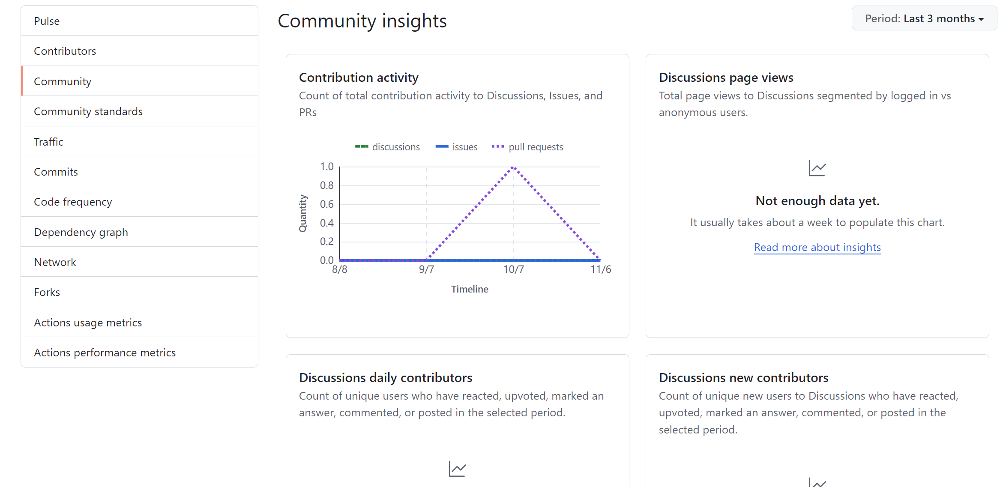 Pulse
Contributors
Community
Community standards
Traffic
Commits
Code frequency
Dependency graph
Network
Forks
Actions usage metrics
Actions performance metrics
Community insights
Period: Last 3 months
Contribution activity
Count of total contribution activity to Discussions, Issues, and
PRs
discussions issues pull requests
1.0
0.8
0.6
0.4
0.2
0.0
Quantity
8/8 9/7 10/7 11/6
Timeline
Discussions page views
Total page views to Discussions segmented by logged in vs
anonymous users.
Not enough data yet.
It usually takes about a week to populate this chart.
Read more about insights
Discussions daily contributors
Count of unique users who have reacted, upvoted, marked an
answer, commented, or posted in the selected period.
Discussions new contributors
Count of unique new users to Discussions who have reacted,
upvoted, marked an answer, commented, or posted in the
selected period.